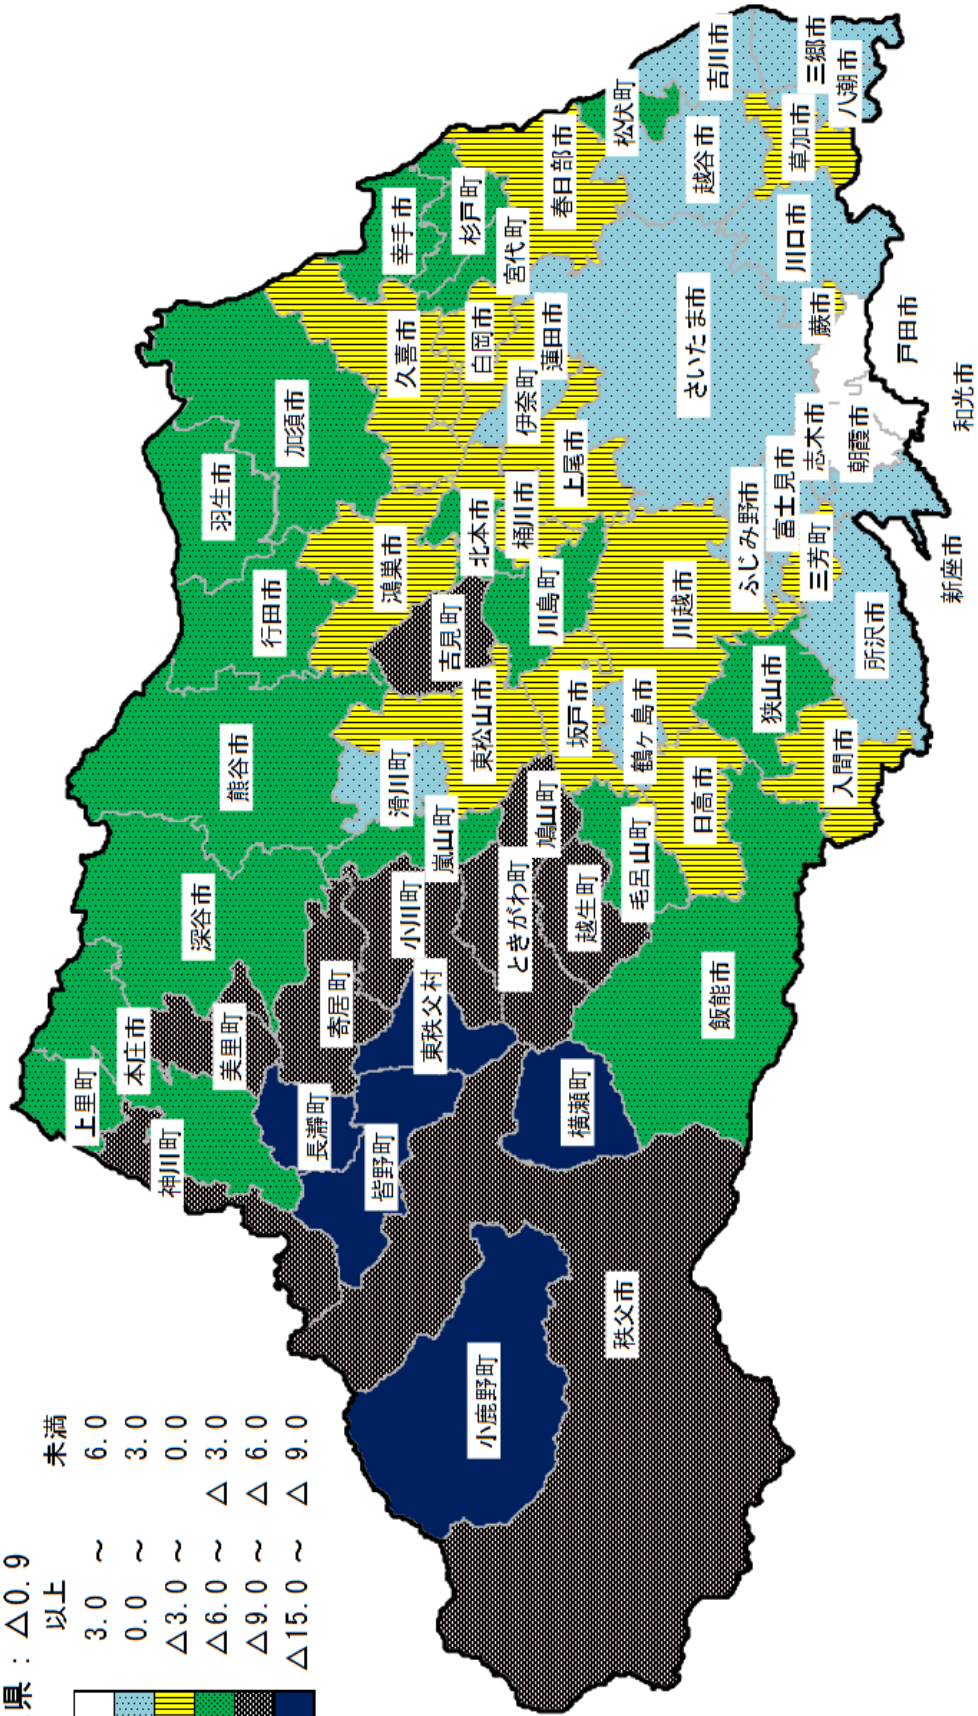 県：△0.9
以上 未満
3.0 ～ 6.0
0.0 ～ 3.0
△3.0 ～ 0.0
△6.0 ～ △ 3.0
△9.0 ～ △ 6.0
△15.0 ～ △ 9.0
上里町
本庄市
神川町
深谷市
羽生市
美里町
熊谷市
行田市
加須市
長瀞町
寄居町
皆野町
鴻巣市
滑川町
幸手市
久喜市
小川町
東秩父村
嵐山町
吉見町
杉戸町
北本市
小鹿野町
東松山市
白岡市
宮代町
ときがわ町
桶川市
伊奈町
鳩山町
川島町
蓮田市
春日部市
上尾市
横瀬町
坂戸市
越生町
秩父市
松伏町
毛呂山町
鶴ヶ島市
川越市
さいたま市
日高市
越谷市
飯能市
吉川市
ふじみ野市
狭山市
富士見市
川口市
草加市
志木市
三郷市
三芳町
蕨市
入間市
八潮市
朝霞市
所沢市
戸田市
新座市
和光市